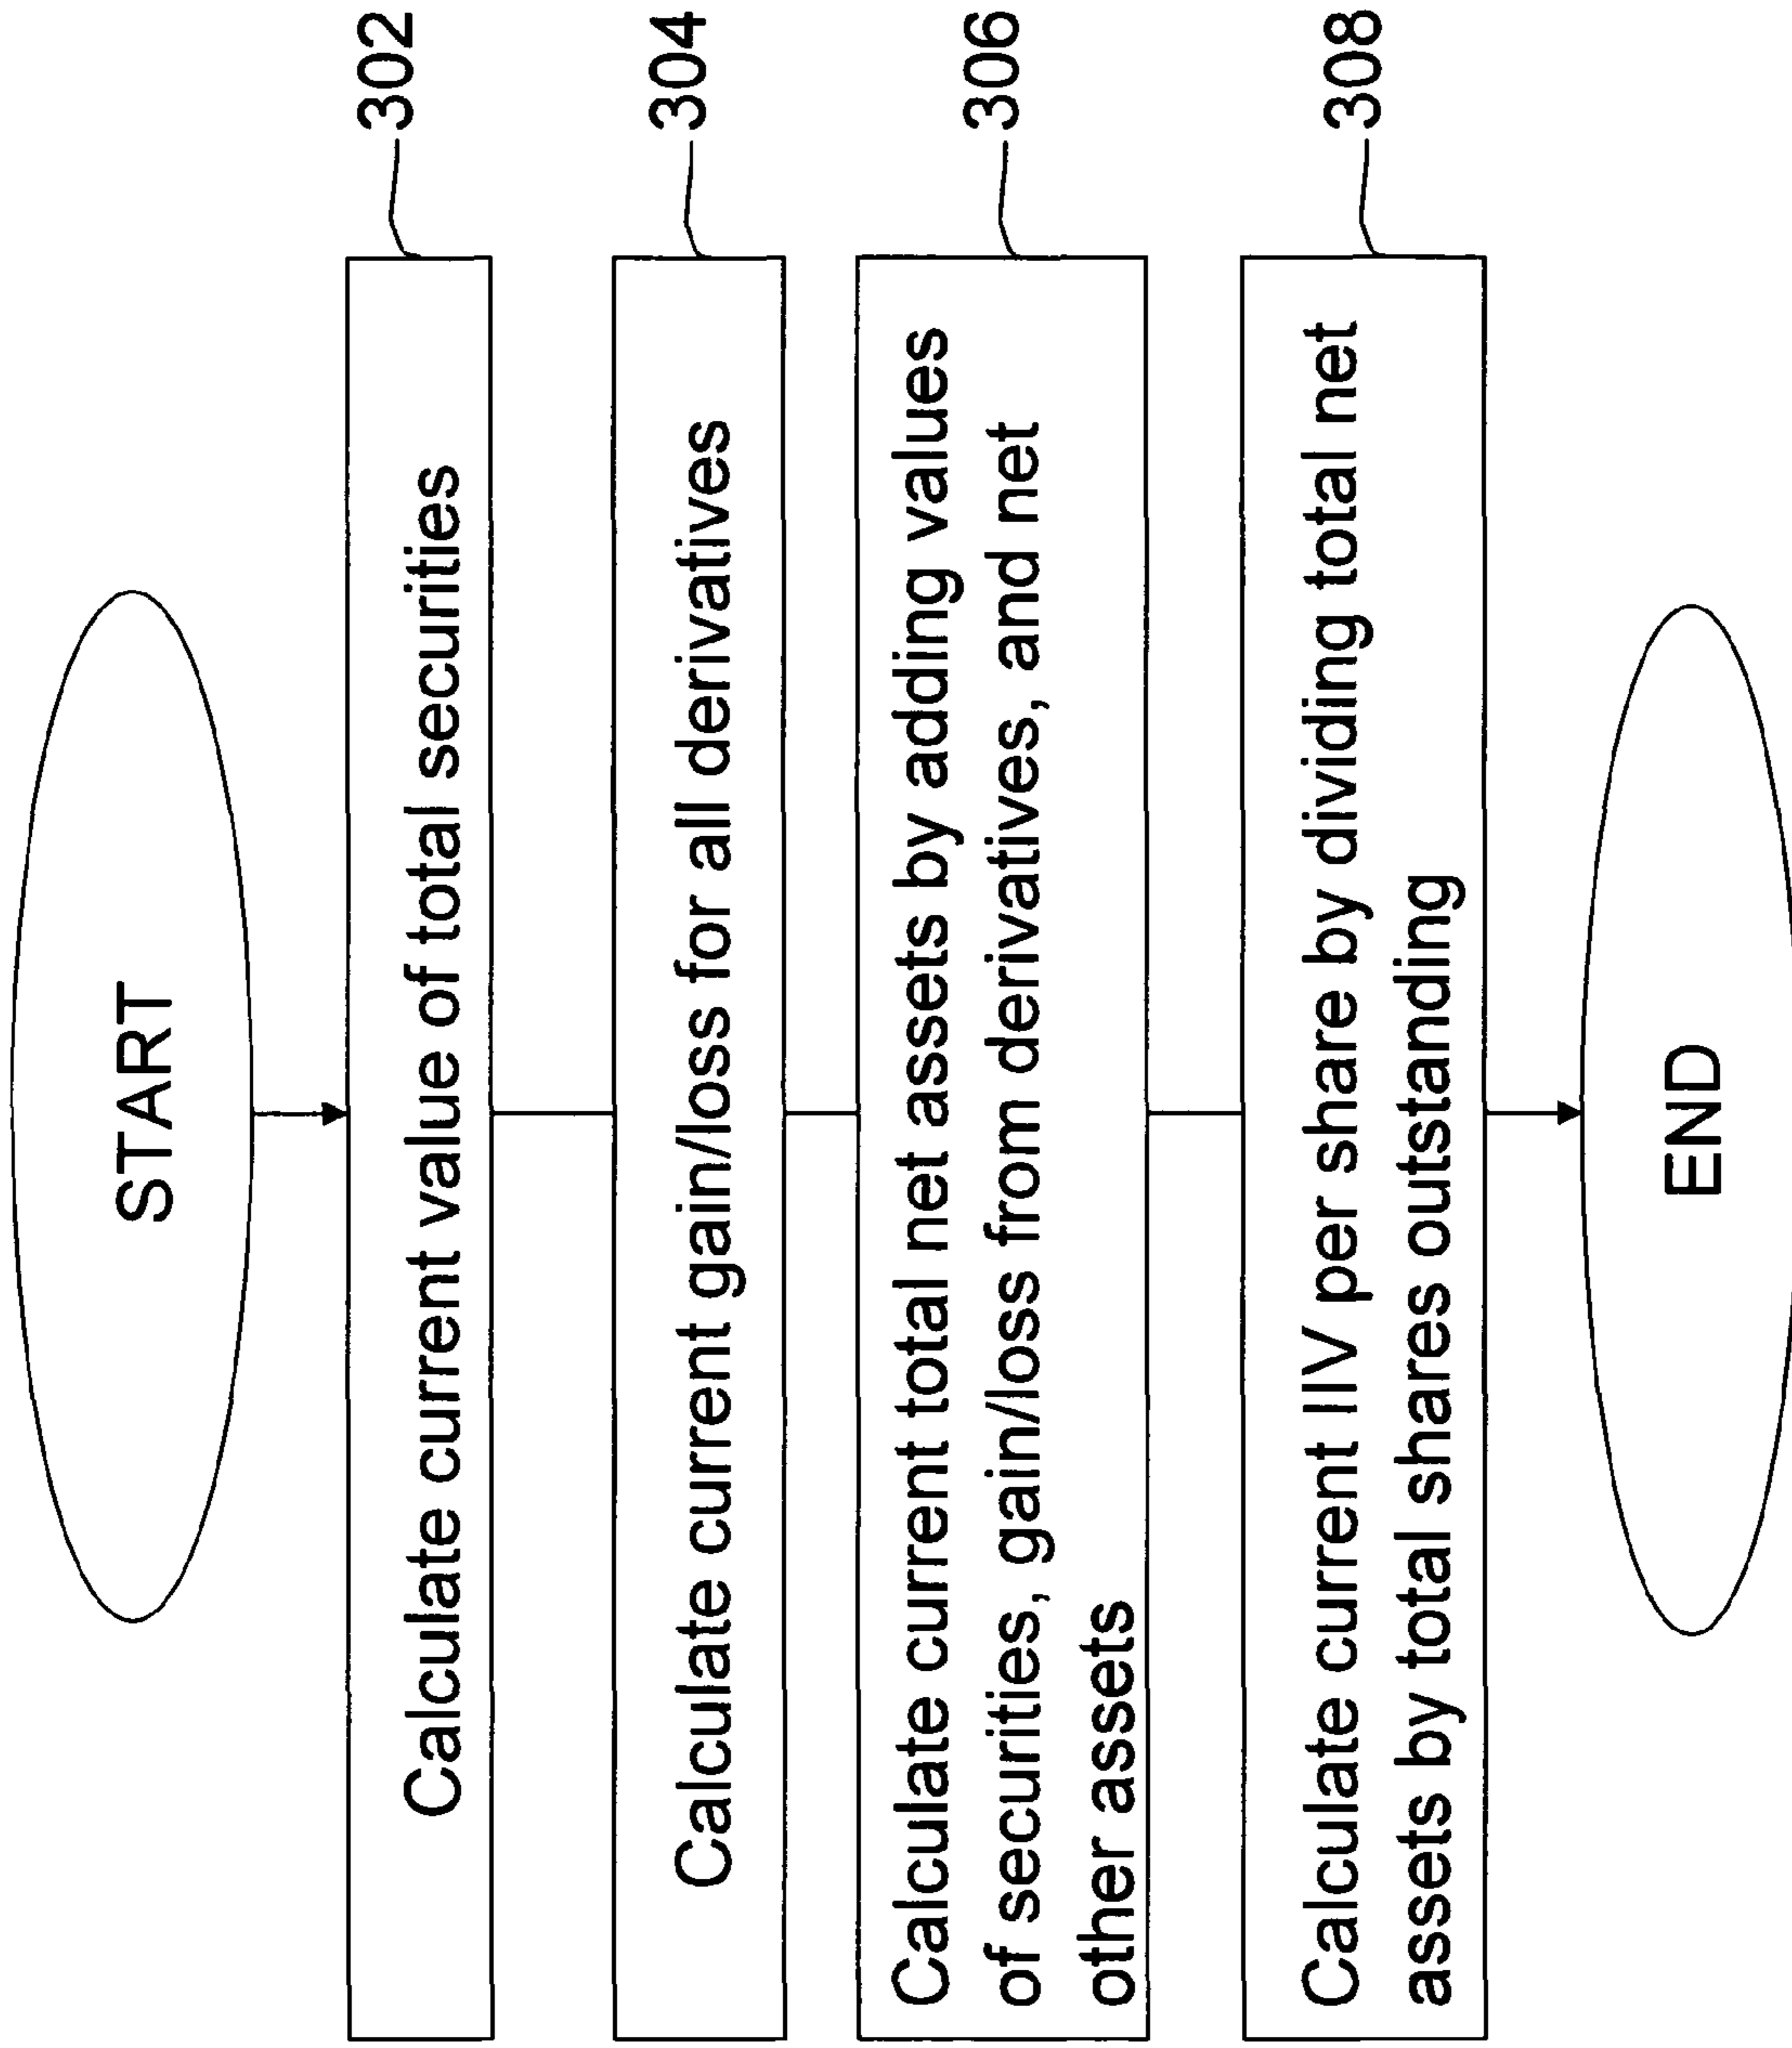 START
Calculate current value of total securities
302
Calculate current gain/loss for all derivatives
304
Calculate current total net assets by adding values
of securities, gain/loss from derivatives, and net
other assets
306
Calculate current IIV per share by dividing total net
assets by total shares outstanding
308
END